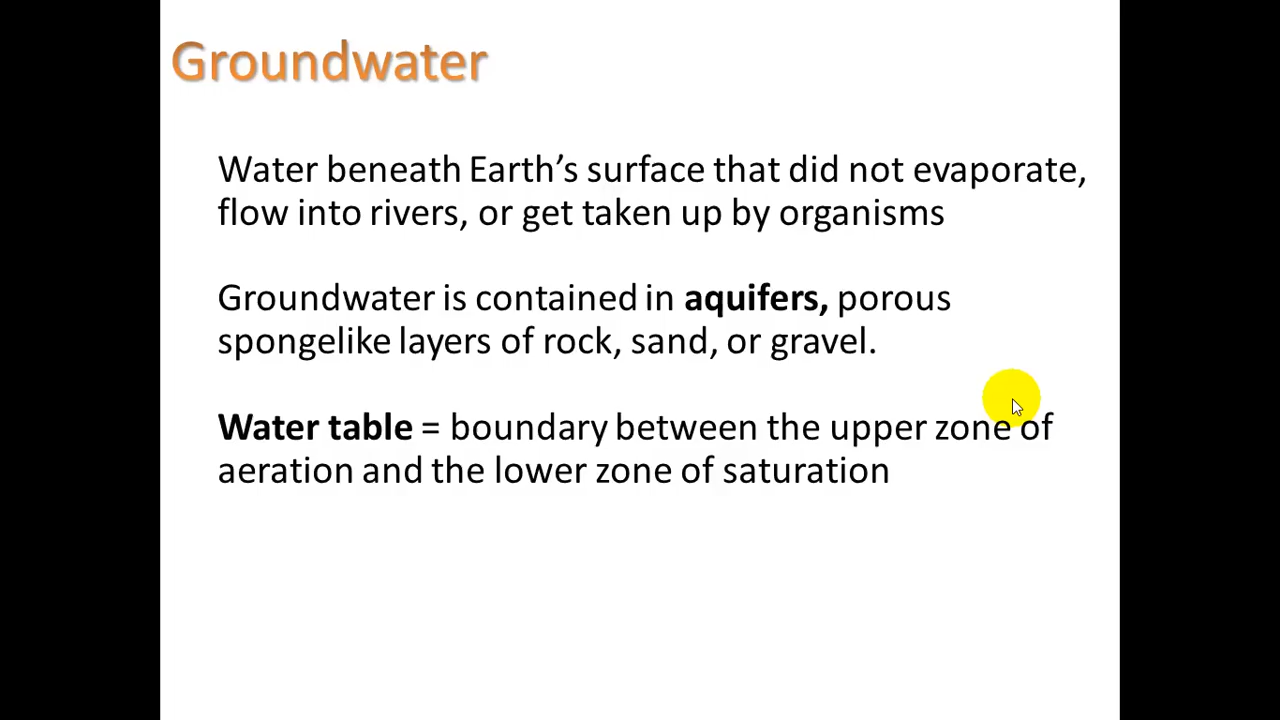 Groundwater
Water beneath Earth’s surface that did not evaporate,
flow into rivers, or get taken up by organisms
Groundwater is contained in aquifers, porous
spongelike layers of rock, sand, or gravel.
Water table = boundary between the upper zone of
aeration and the lower zone of saturation